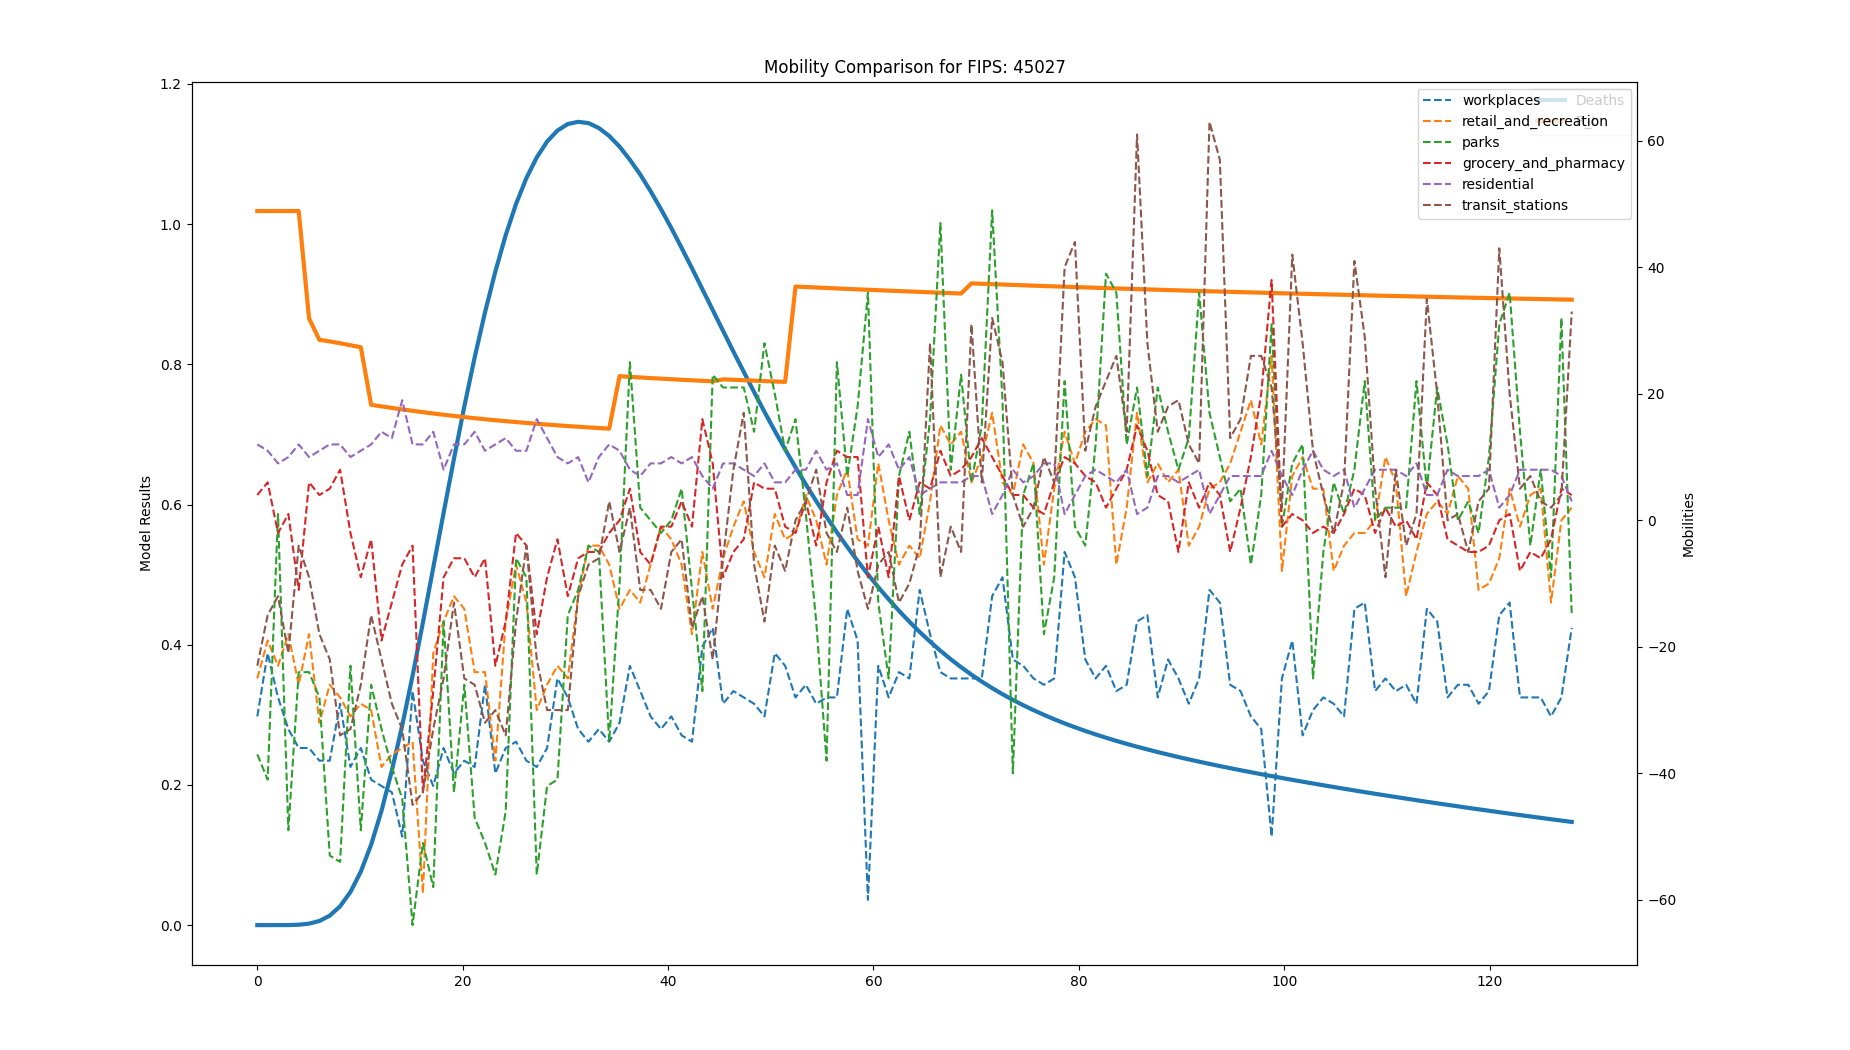 Mobility Comparison for FIPS: 45027
Model Results
1.2
1.0
0.8
0.6
0.4
0.2
0.0
0 20 40 60 80 100 120
60
40
20
0
−20
−40
−60
Mobilities
workplaces
retail_and_recreation
parks
grocery_and_pharmacy
residential
transit_stations
Deaths